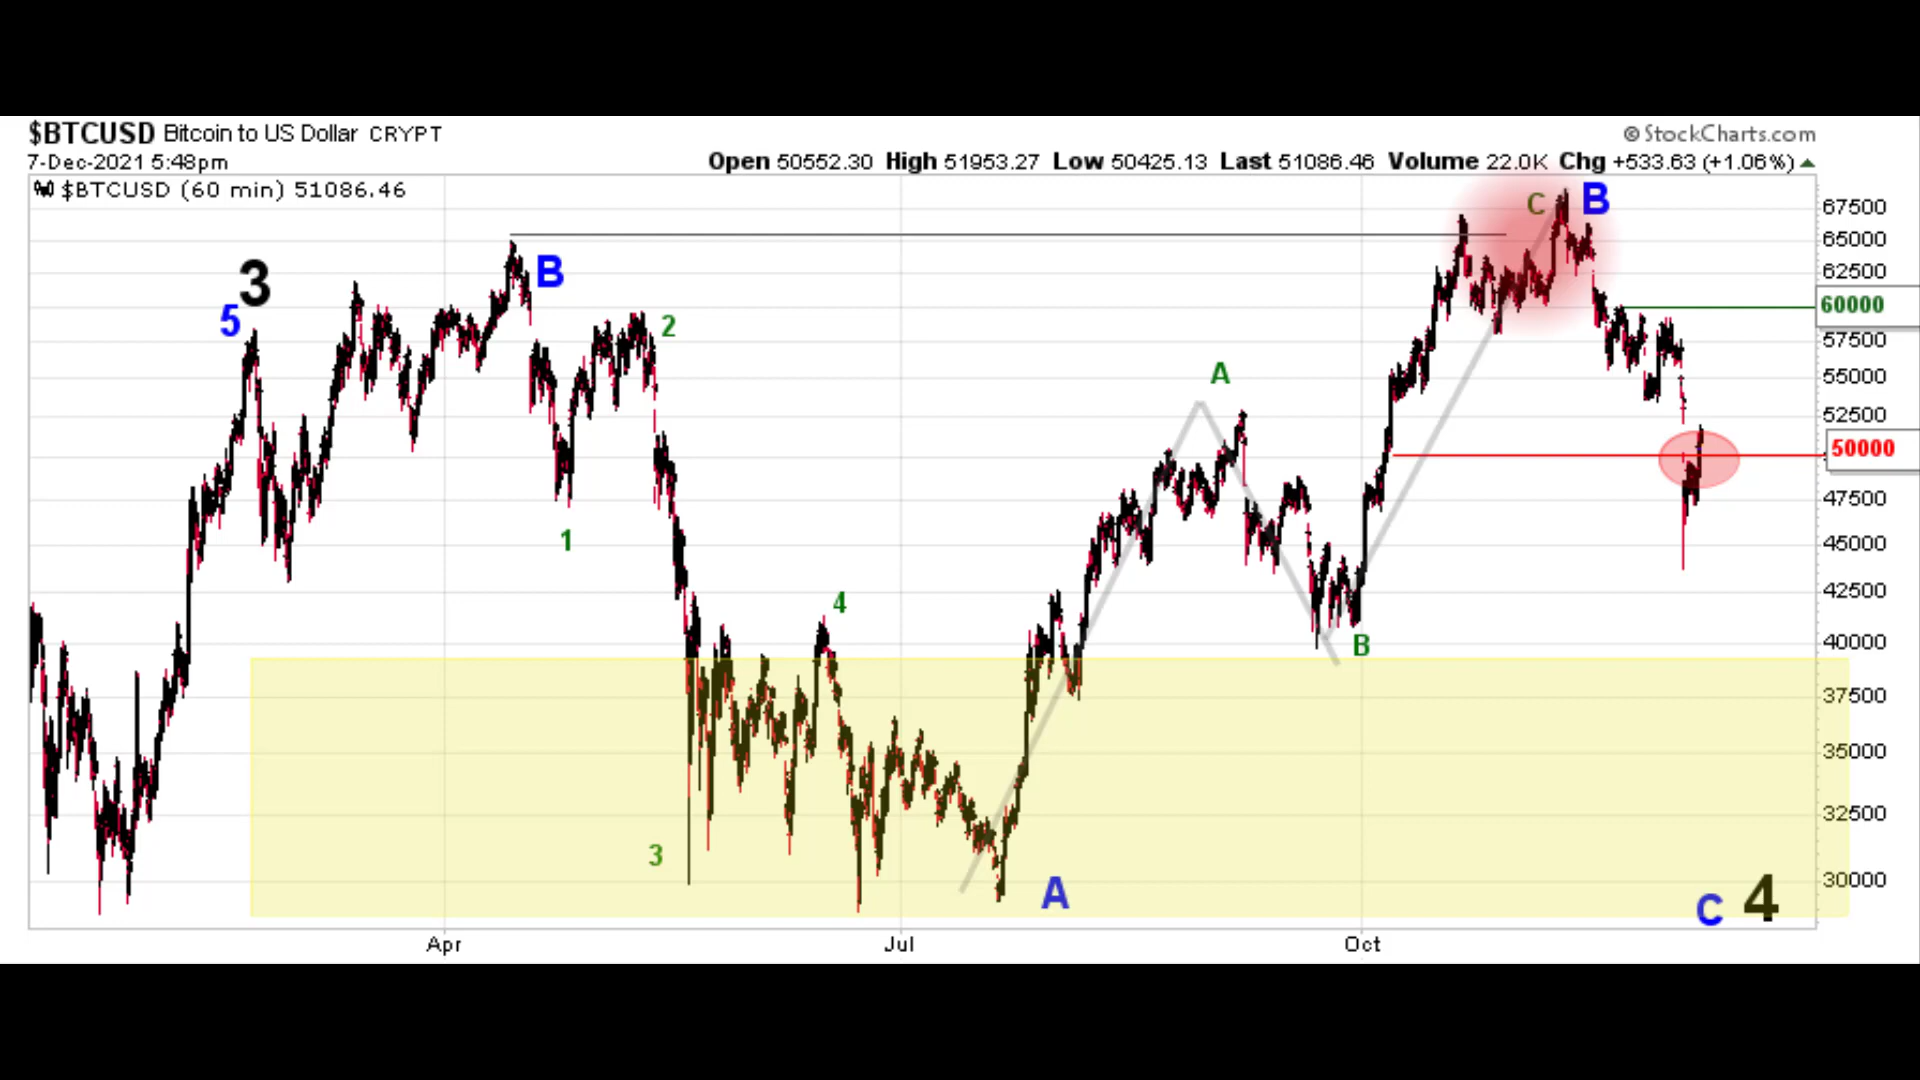 $BTCUSD Bitcoin to US Dollar CRYPT
© StockCharts.com
7-Dec-2021 5:48pm
Open 50552.30 High 51953.27 Low 50425.13 Last 51086.46 Volume 22.0K Chg +533.63 (+1.06%)
$BTCUSD (60 min) 51086.46
C B
67500
65000
3
B
62500
60000
5
2
57500
A
55000
52500
50000
47500
1
45000
42500
4
40000
B
37500
35000
32500
3
30000
A
C 4
Apr Jul Oct